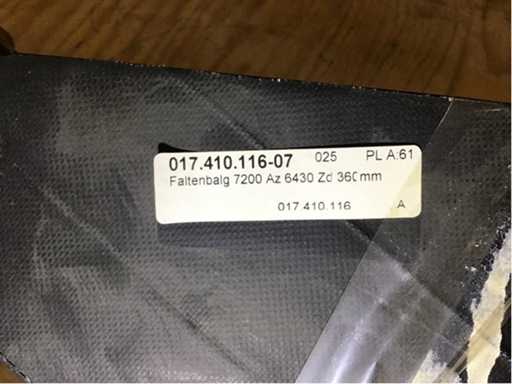 017.410.116-07 025 PL A:61
Faltenbalg 7200 Az 6430 Zd 360mm
017.410.116 A